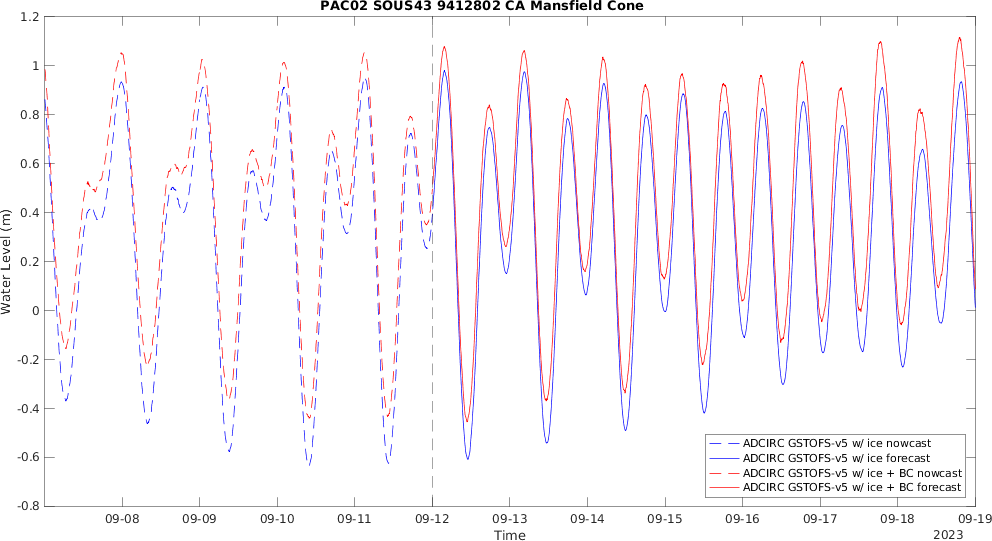 PAC02 SOUS43 9412802 CA Mansfield Cone
1.2
1
0.8
0.6
0.4
0.2
0
-0.2
-0.4
-0.6
-0.8
Water Level (m)
ADCIRC GSTOFS-v5 w/ ice nowcast
ADCIRC GSTOFS-v5 w/ ice forecast
ADCIRC GSTOFS-v5 w/ ice + BC nowcast
ADCIRC GSTOFS-v5 w/ ice + BC forecast
09-08 09-09 09-10 09-11 09-12 09-13 09-14 09-15 09-16 09-17 09-18 09-19
Time
2023